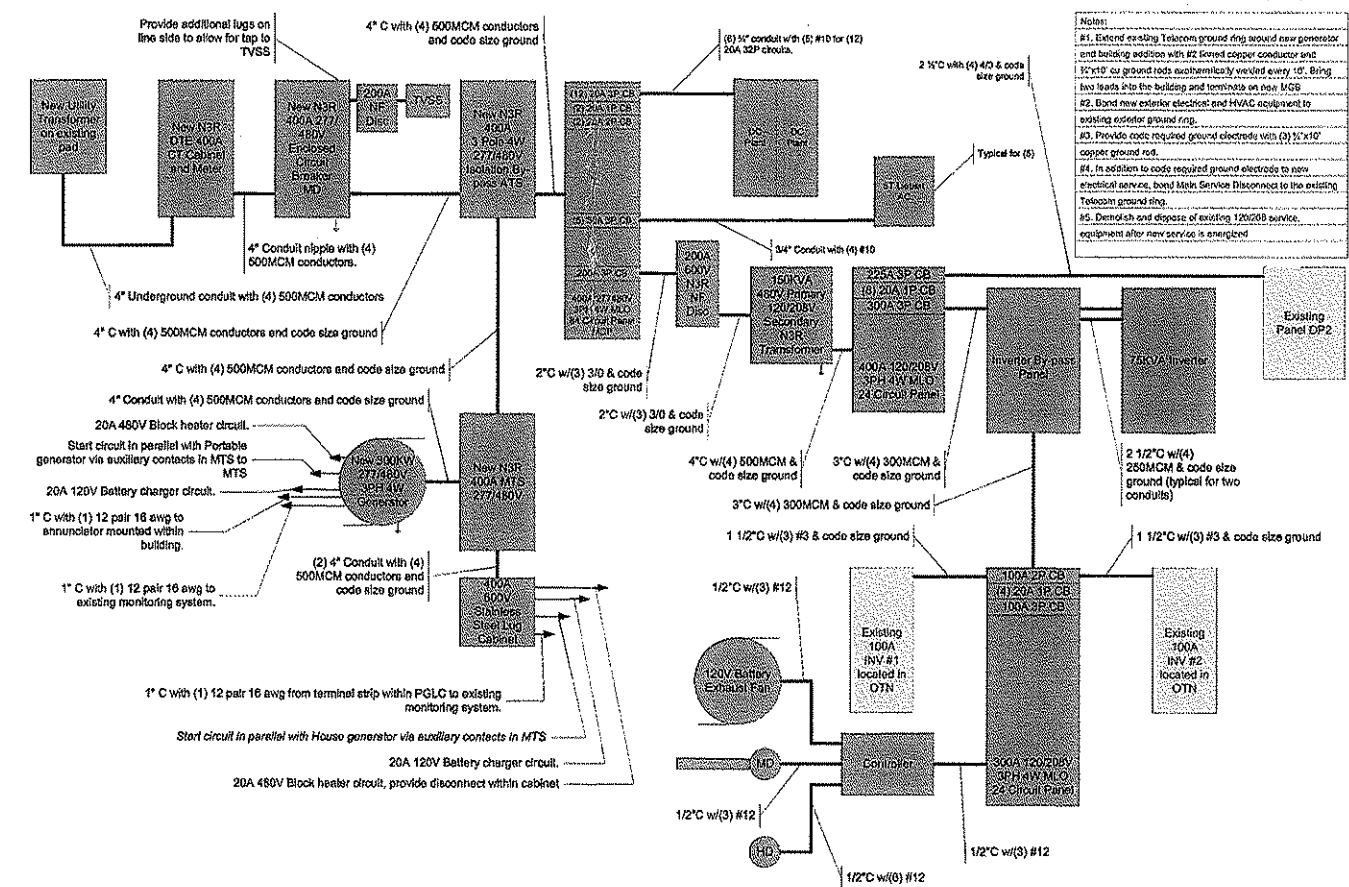 Provide additional lugs on
line side to allow for tap to
TVSS
4" C with (4) 500MCM conductors
and code size ground
(6) ¾" conduit with (5) #10 for (12)
20A 32P circuits.
2 ½"C with (4) 4/0 & code
size ground
Notes:
#1. Extend existing Telecom ground ring around new generator
and building addition with #2 tinned copper conductor and
¾"x10' cu ground rods exothermically welded every 10'. Bring
two leads into the building and terminate on new MGB
#2. Bond new exterior electrical and HVAC equipment to
existing exterior ground ring.
#3. Provide code required ground electrode with (3) ¾"x10'
copper ground rod.
#4. In addition to code required ground electrode to new
electrical service, bond Main Service Disconnect to the existing
Telecom ground ring.
#5. Demolish and dispose of existing 120/208 service.
equipment after new service is energized
New Utility
Transformer
on existing
pad
New N3R
DTE 400A
CT Cabinet
and Meter
New N3R
400A 277/
480V
Enclosed
Circuit
Breaker
MD
200A
NF
Disc
TVSS
New N3R
400A
3 Pole 4W
277/480V
Isolation By-
pass ATS
(12) 20A 3P CB
(2) 20A 2P CB
200A 3P CB
400A 277/480V
3PH 4W MLO
DC
Plant
DC
Plant
Typical for (5)
4" Conduit nipple with (4)
500MCM conductors.
3/4" Conduit with (4) #10
4" Underground conduit with (4) 500MCM conductors
4" C with (4) 500MCM conductors and code size ground
4" C with (4) 500MCM conductors and code size ground
4" Conduit with (4) 500MCM conductors and code size ground
200A
600V
N3R
NF
Disc
150KVA
480V Primary
120/208V
Secondary
N3R
Transformer
225A 3P CB
(6) 20A 1P CB
300A 3P CB
400A 120/208V
3PH 4W MLO
24 Circuit Panel
Inverter By-pass
Panel
75KVA Inverter
Existing
Panel DP2
2"C w/(3) 3/0 & code
size ground
2"C w/(3) 3/0 & code
size ground
4"C w/(4) 500MCM &
code size ground
3"C w/(4) 300MCM &
code size ground
2 1/2"C w/(4)
250MCM & code size
ground (typical for two
conduits)
3"C w/(4) 300MCM & code size ground
20A 480V Block heater circuit.
Start circuit in parallel with Portable
generator via auxiliary contacts in MTS to
MTS
20A 120V Battery charger circuit.
1" C with (1) 12 pair 16 awg to
annunciator mounted within
building.
1" C with (1) 12 pair 16 awg to
existing monitoring system.
New 300KW
277/480V
3PH 4W
Generator
New N3R
400A MTS
277/480V
(2) 4" Conduit with (4)
500MCM conductors and
code size ground
400A
600V
Stainless
Steel Lug
Cabinet
1" C with (1) 12 pair 16 awg from terminal strip within PGLC to existing
monitoring system.
Start circuit in parallel with House generator via auxiliary contacts in MTS
20A 120V Battery charger circuit.
20A 480V Block heater circuit, provide disconnect within cabinet
1 1/2"C w/(3) #3 & code size ground
1 1/2"C w/(3) #3 & code size ground
1/2"C w/(3) #12
100A 2P CB
(4) 20A 1P CB
100A 3P CB
Existing
100A
INV #1
located in
OTN
Existing
100A
INV #2
located in
OTN
120V Battery
Exhaust Fan
MD
Controller
300A 120/208V
3PH 4W MLO
24 Circuit Panel
1/2"C w/(3) #12
HD
1/2"C w/(3) #12
1/2"C w/(6) #12